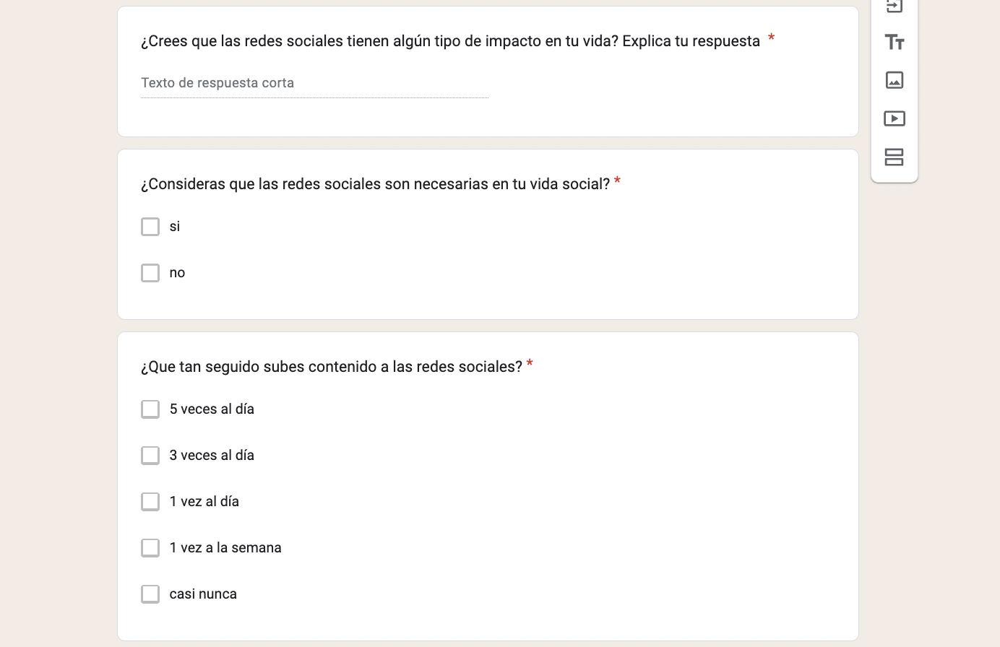 ¿Crees que las redes sociales tienen algún tipo de impacto en tu vida? Explica tu respuesta *
Texto de respuesta corta
¿Consideras que las redes sociales son necesarias en tu vida social? *
si
no
¿Que tan seguido subes contenido a las redes sociales? *
5 veces al día
3 veces al día
1 vez al día
1 vez a la semana
casi nunca